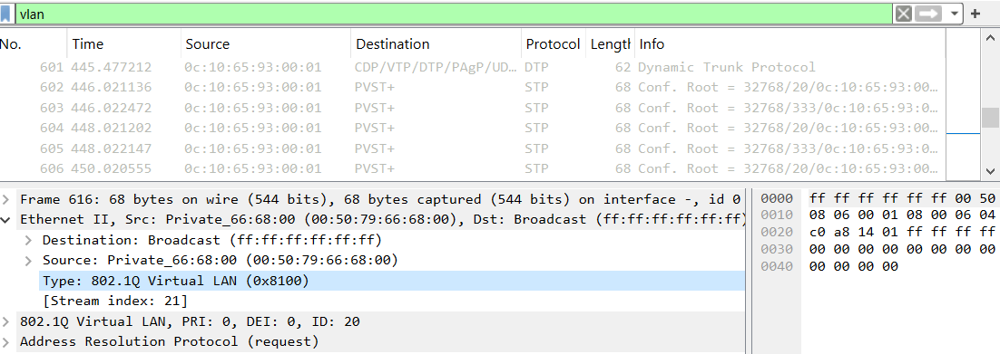 vlan
No. Time Source Destination Protocol Length Info
601 445.477212 0c:10:65:93:00:01 CDP/VTP/DTP/PAgP/UD… DTP 62 Dynamic Trunk Protocol
602 446.021136 0c:10:65:93:00:01 PVST+ STP 68 Conf. Root = 32768/20/0c:10:65:93:00…
603 446.022472 0c:10:65:93:00:01 PVST+ STP 68 Conf. Root = 32768/333/0c:10:65:93:0…
604 448.021202 0c:10:65:93:00:01 PVST+ STP 68 Conf. Root = 32768/20/0c:10:65:93:00…
605 448.022147 0c:10:65:93:00:01 PVST+ STP 68 Conf. Root = 32768/333/0c:10:65:93:0…
606 450.020555 0c:10:65:93:00:01 PVST+ STP 68 Conf. Root = 32768/20/0c:10:65:93:00…
Frame 616: 68 bytes on wire (544 bits), 68 bytes captured (544 bits) on interface -, id 0
Ethernet II, Src: Private_66:68:00 (00:50:79:66:68:00), Dst: Broadcast (ff:ff:ff:ff:ff:ff)
Destination: Broadcast (ff:ff:ff:ff:ff:ff)
Source: Private_66:68:00 (00:50:79:66:68:00)
Type: 802.1Q Virtual LAN (0x8100)
[Stream index: 21]
802.1Q Virtual LAN, PRI: 0, DEI: 0, ID: 20
Address Resolution Protocol (request)
0000 ff ff ff ff ff ff 00 50
0010 08 06 00 01 08 00 06 04
0020 c0 a8 14 01 ff ff ff ff
0030 00 00 00 00 00 00 00 00
0040 00 00 00 00